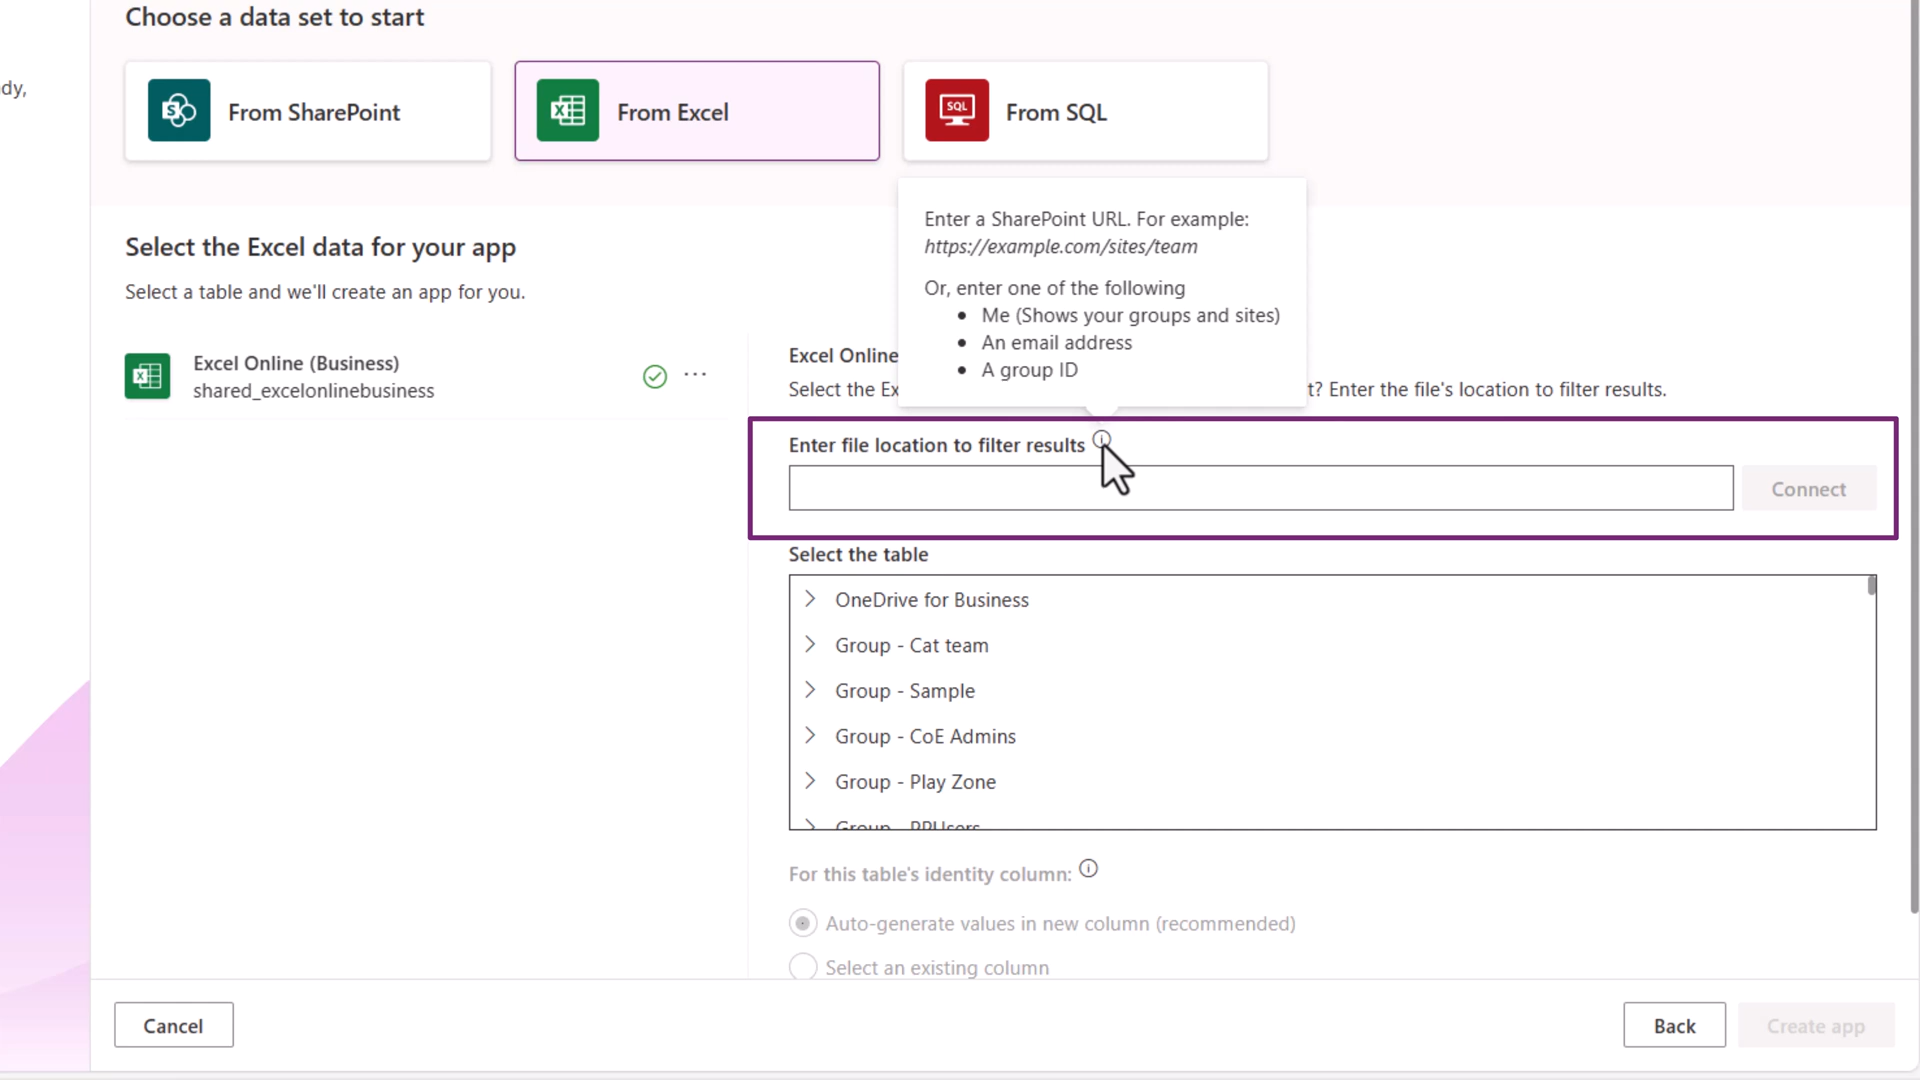 Choose a data set to start
dy,
From SharePoint
From Excel
SQL
From SQL
Enter a SharePoint URL. For example:
https://example.com/sites/team
Or, enter one of the following
• Me (Shows your groups and sites)
• An email address
• A group ID
Select the Excel data for your app
Select a table and we'll create an app for you.
Excel Online (Business)
shared_excelonlinebusiness
Excel Online
Select the Ex t? Enter the file's location to filter results.
Enter file location to filter results
Connect
Select the table
OneDrive for Business
Group - Cat team
Group - Sample
Group - CoE Admins
Group - Play Zone
Group - PPUsers
For this table's identity column:
Auto-generate values in new column (recommended)
Select an existing column
Cancel
Back
Create app